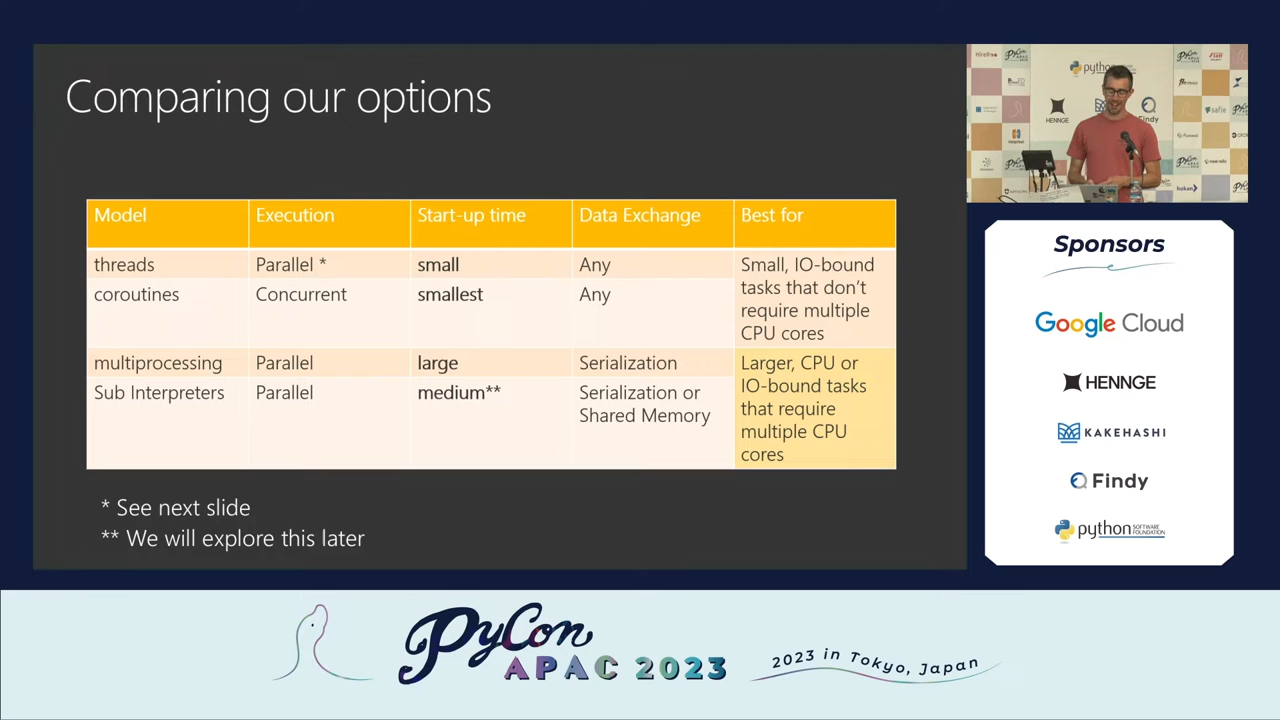 Comparing our options
Model Execution Start-up time Data Exchange Best for
threads Parallel * small Any
coroutines Concurrent smallest Any
Small, IO-bound
tasks that don't
require multiple
CPU cores
multiprocessing Parallel large Serialization
Sub Interpreters Parallel medium** Serialization or
Shared Memory
Larger, CPU or
IO-bound tasks
that require
multiple CPU
cores
* See next slide
** We will explore this later
python
HENNGE
Findy
safie
Sponsors
Google Cloud
HENNGE
KAKEHASHI
Findy
python SOFTWARE
FOUNDATION
PyCon
APAC 2023
2023 in Tokyo, Japan